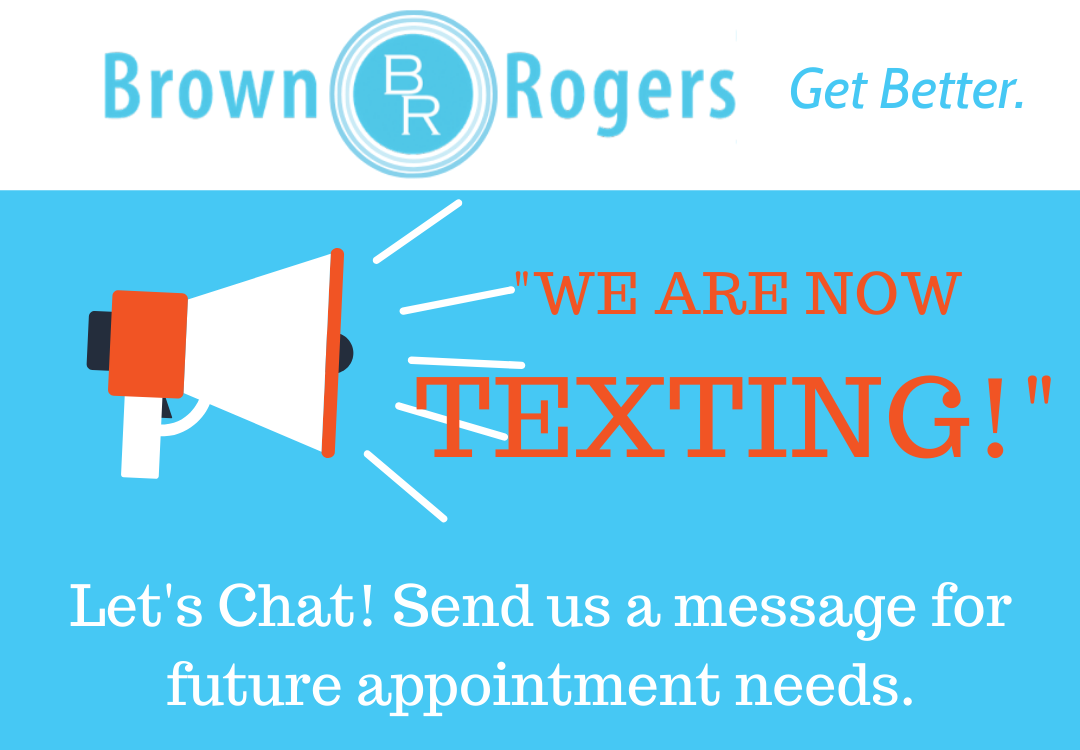 Brown BR Rogers Get Better.
"WE ARE NOW
TEXTING!"
Let's Chat! Send us a message for
future appointment needs.